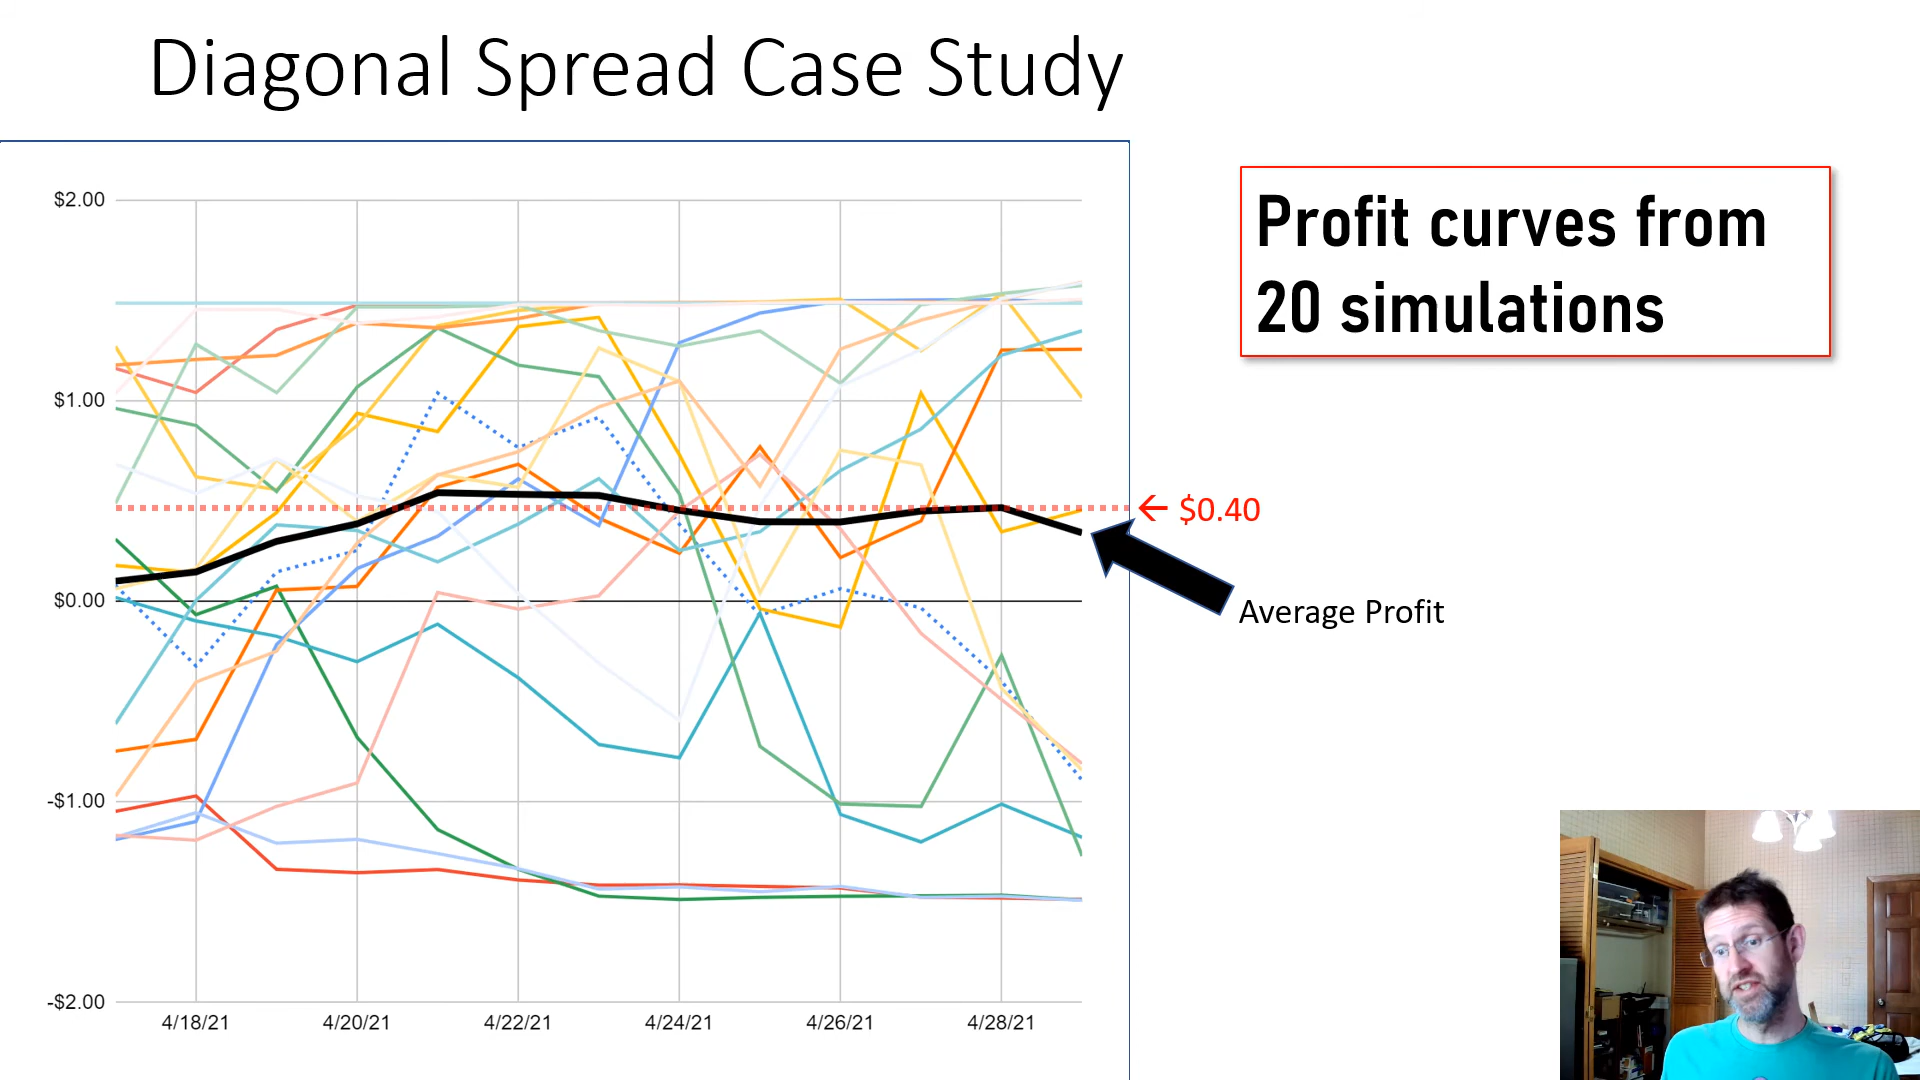 Diagonal Spread Case Study
Profit curves from
20 simulations
$2.00
$1.00
$0.00
-$1.00
-$2.00
← $0.40
Average Profit
4/18/21 4/20/21 4/22/21 4/24/21 4/26/21 4/28/21